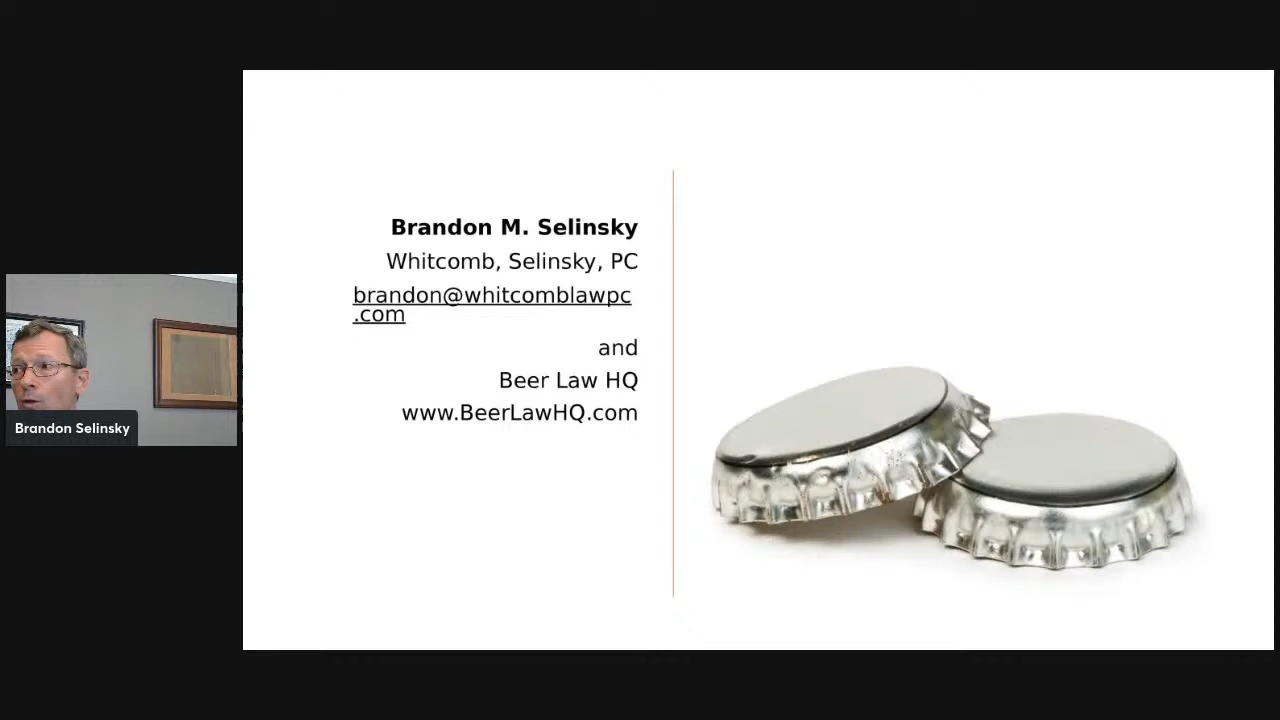 Brandon M. Selinsky
Whitcomb, Selinsky, PC
brandon@whitcomblawpc
.com
and
Beer Law HQ
www.BeerLawHQ.com
Brandon Selinsky